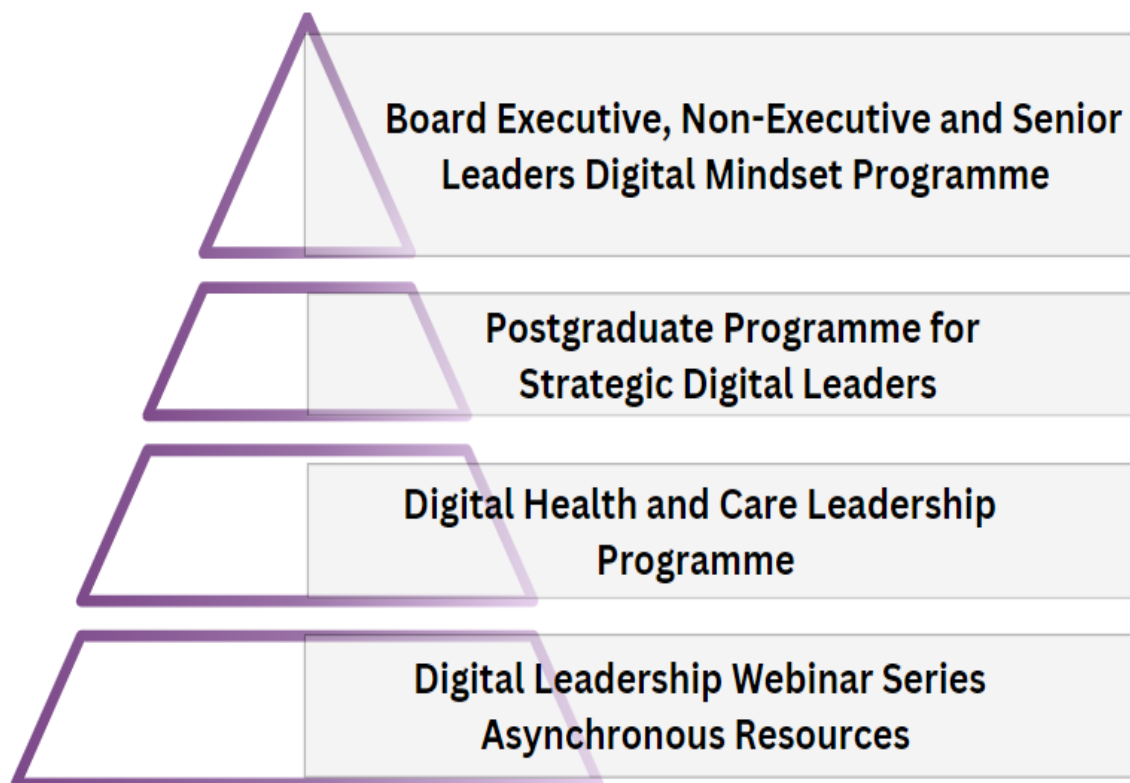 Board Executive, Non-Executive and Senior
Leaders Digital Mindset Programme
Postgraduate Programme for
Strategic Digital Leaders
Digital Health and Care Leadership
Programme
Digital Leadership Webinar Series
Asynchronous Resources